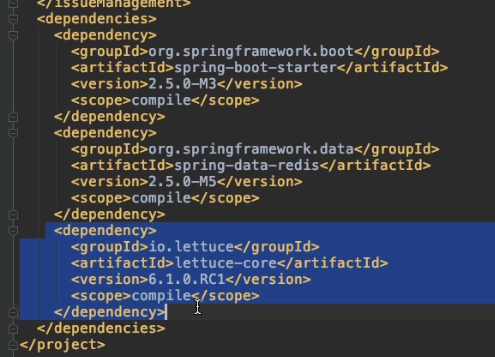 </issueManagement>
<dependencies>
<dependency>
<groupId>org.springframework.boot</groupId>
<artifactId>spring-boot-starter</artifactId>
<version>2.5.0-M3</version>
<scope>compile</scope>
</dependency>
<dependency>
<groupId>org.springframework.data</groupId>
<artifactId>spring-data-redis</artifactId>
<version>2.5.0-M5</version>
<scope>compile</scope>
</dependency>
<dependency>
<groupId>io.lettuce</groupId>
<artifactId>lettuce-core</artifactId>
<version>6.1.0.RC1</version>
<scope>compile</scope>
</dependency>
</dependencies>
</project>